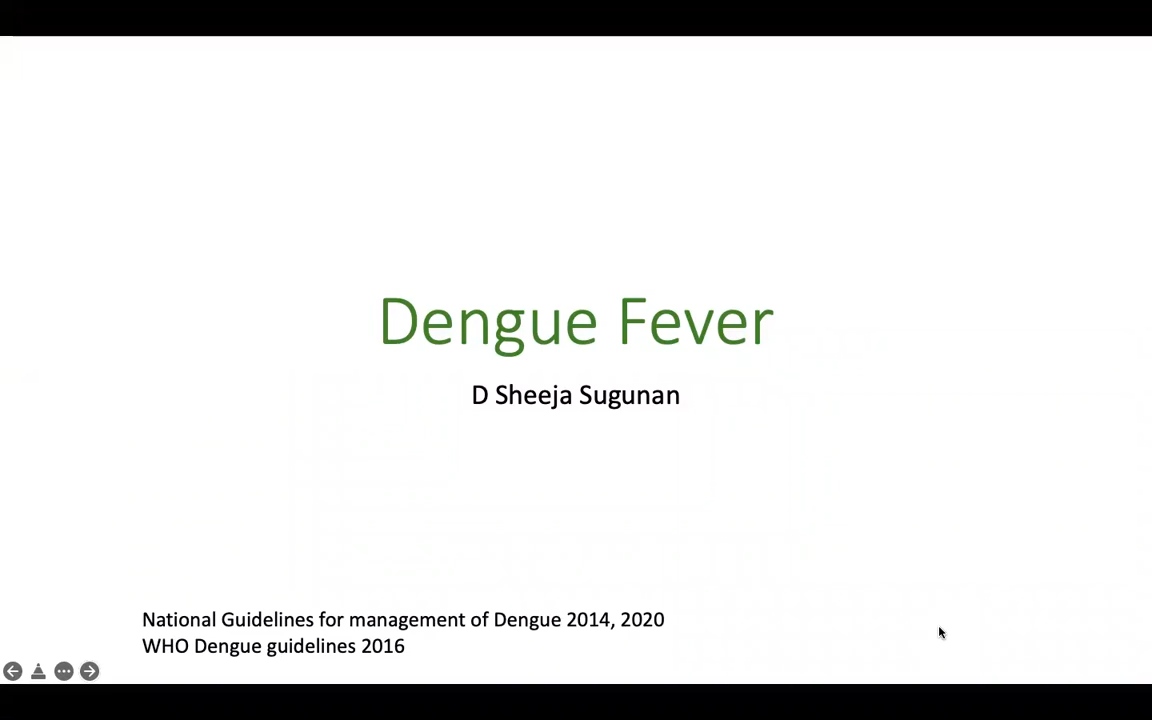 Dengue Fever
D Sheeja Sugunan
National Guidelines for management of Dengue 2014, 2020
WHO Dengue guidelines 2016